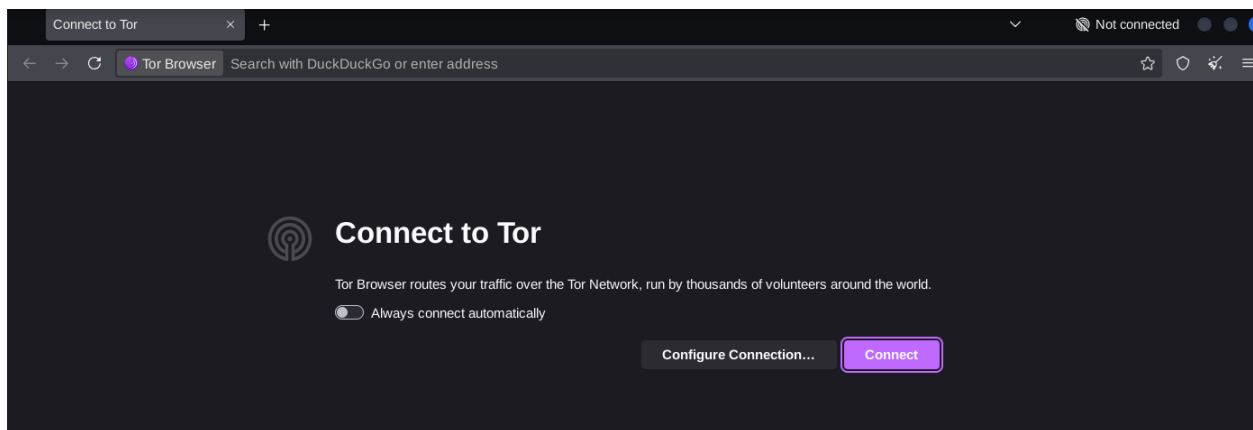 Connect to Tor
Not connected
Tor Browser Search with DuckDuckGo or enter address
Connect to Tor
Tor Browser routes your traffic over the Tor Network, run by thousands of volunteers around the world.
Always connect automatically
Configure Connection… Connect